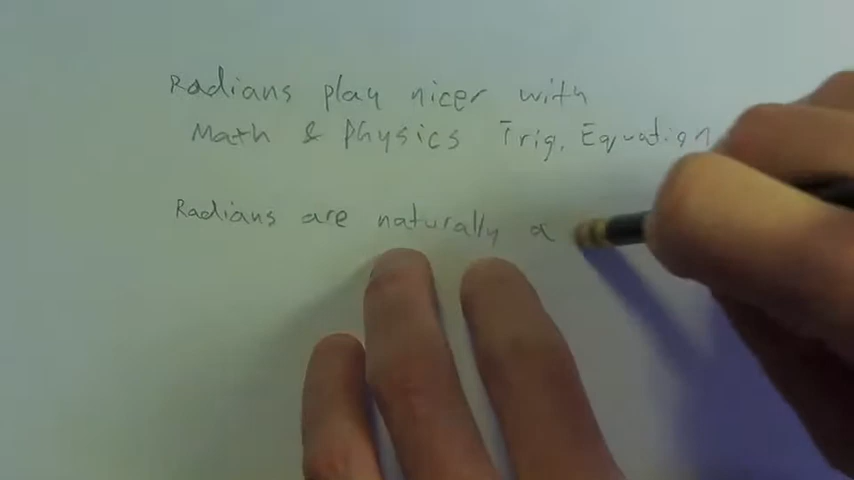 Radians play nicer with
Math & Physics Trig. Equation
Radians are naturally a